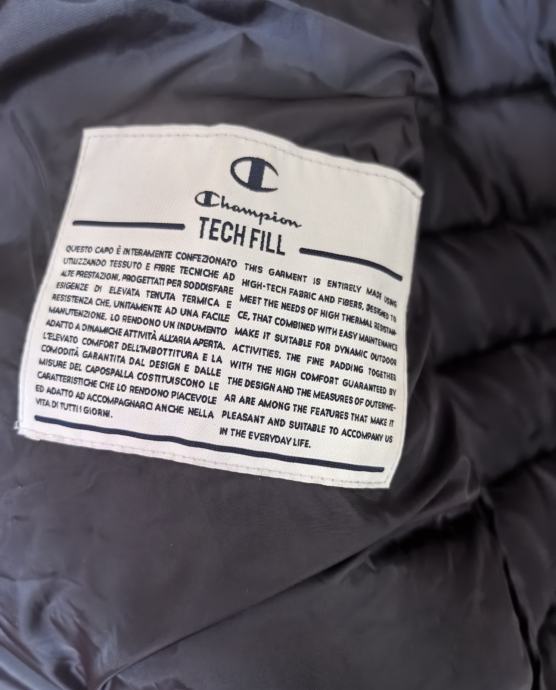 Champion
TECH FILL
QUESTO CAPO È INTERAMENTE CONFEZIONATO
UTILIZZANDO TESSUTO E FIBRE TECNICHE AD
ALTE PRESTAZIONI, PROGETTATI PER SODDISFARE
ESIGENZE DI ELEVATA TENUTA TERMICA E
RESISTENZA CHE, UNITAMENTE AD UNA FACILE
MANUTENZIONE, LO RENDONO UN INDUMENTO
ADATTO A DINAMICHE ATTIVITÀ ALL'ARIA APERTA.
L'ELEVATO COMFORT DELL'IMBOTTITURA E LA
COMODITÀ GARANTITA DAL DESIGN E DALLE
MISURE DEL CAPOSPALLA COSTITUISCONO LE
CARATTERISTICHE CHE LO RENDONO PIACEVOLE
ED ADATTO AD ACCOMPAGNARCI ANCHE NELLA
VITA DI TUTTI I GIORNI.
THIS GARMENT IS ENTIRELY MADE USING
HIGH-TECH FABRIC AND FIBERS, DESIGNED TO
MEET THE NEEDS OF HIGH THERMAL RESISTAN-
CE, THAT COMBINED WITH EASY MAINTENANCE
MAKE IT SUITABLE FOR DYNAMIC OUTDOOR
ACTIVITIES. THE FINE PADDING TOGETHER
WITH THE HIGH COMFORT GUARANTEED BY
THE DESIGN AND THE MEASURES OF OUTERWE-
AR ARE AMONG THE FEATURES THAT MAKE IT
PLEASANT AND SUITABLE TO ACCOMPANY US
IN THE EVERYDAY LIFE.